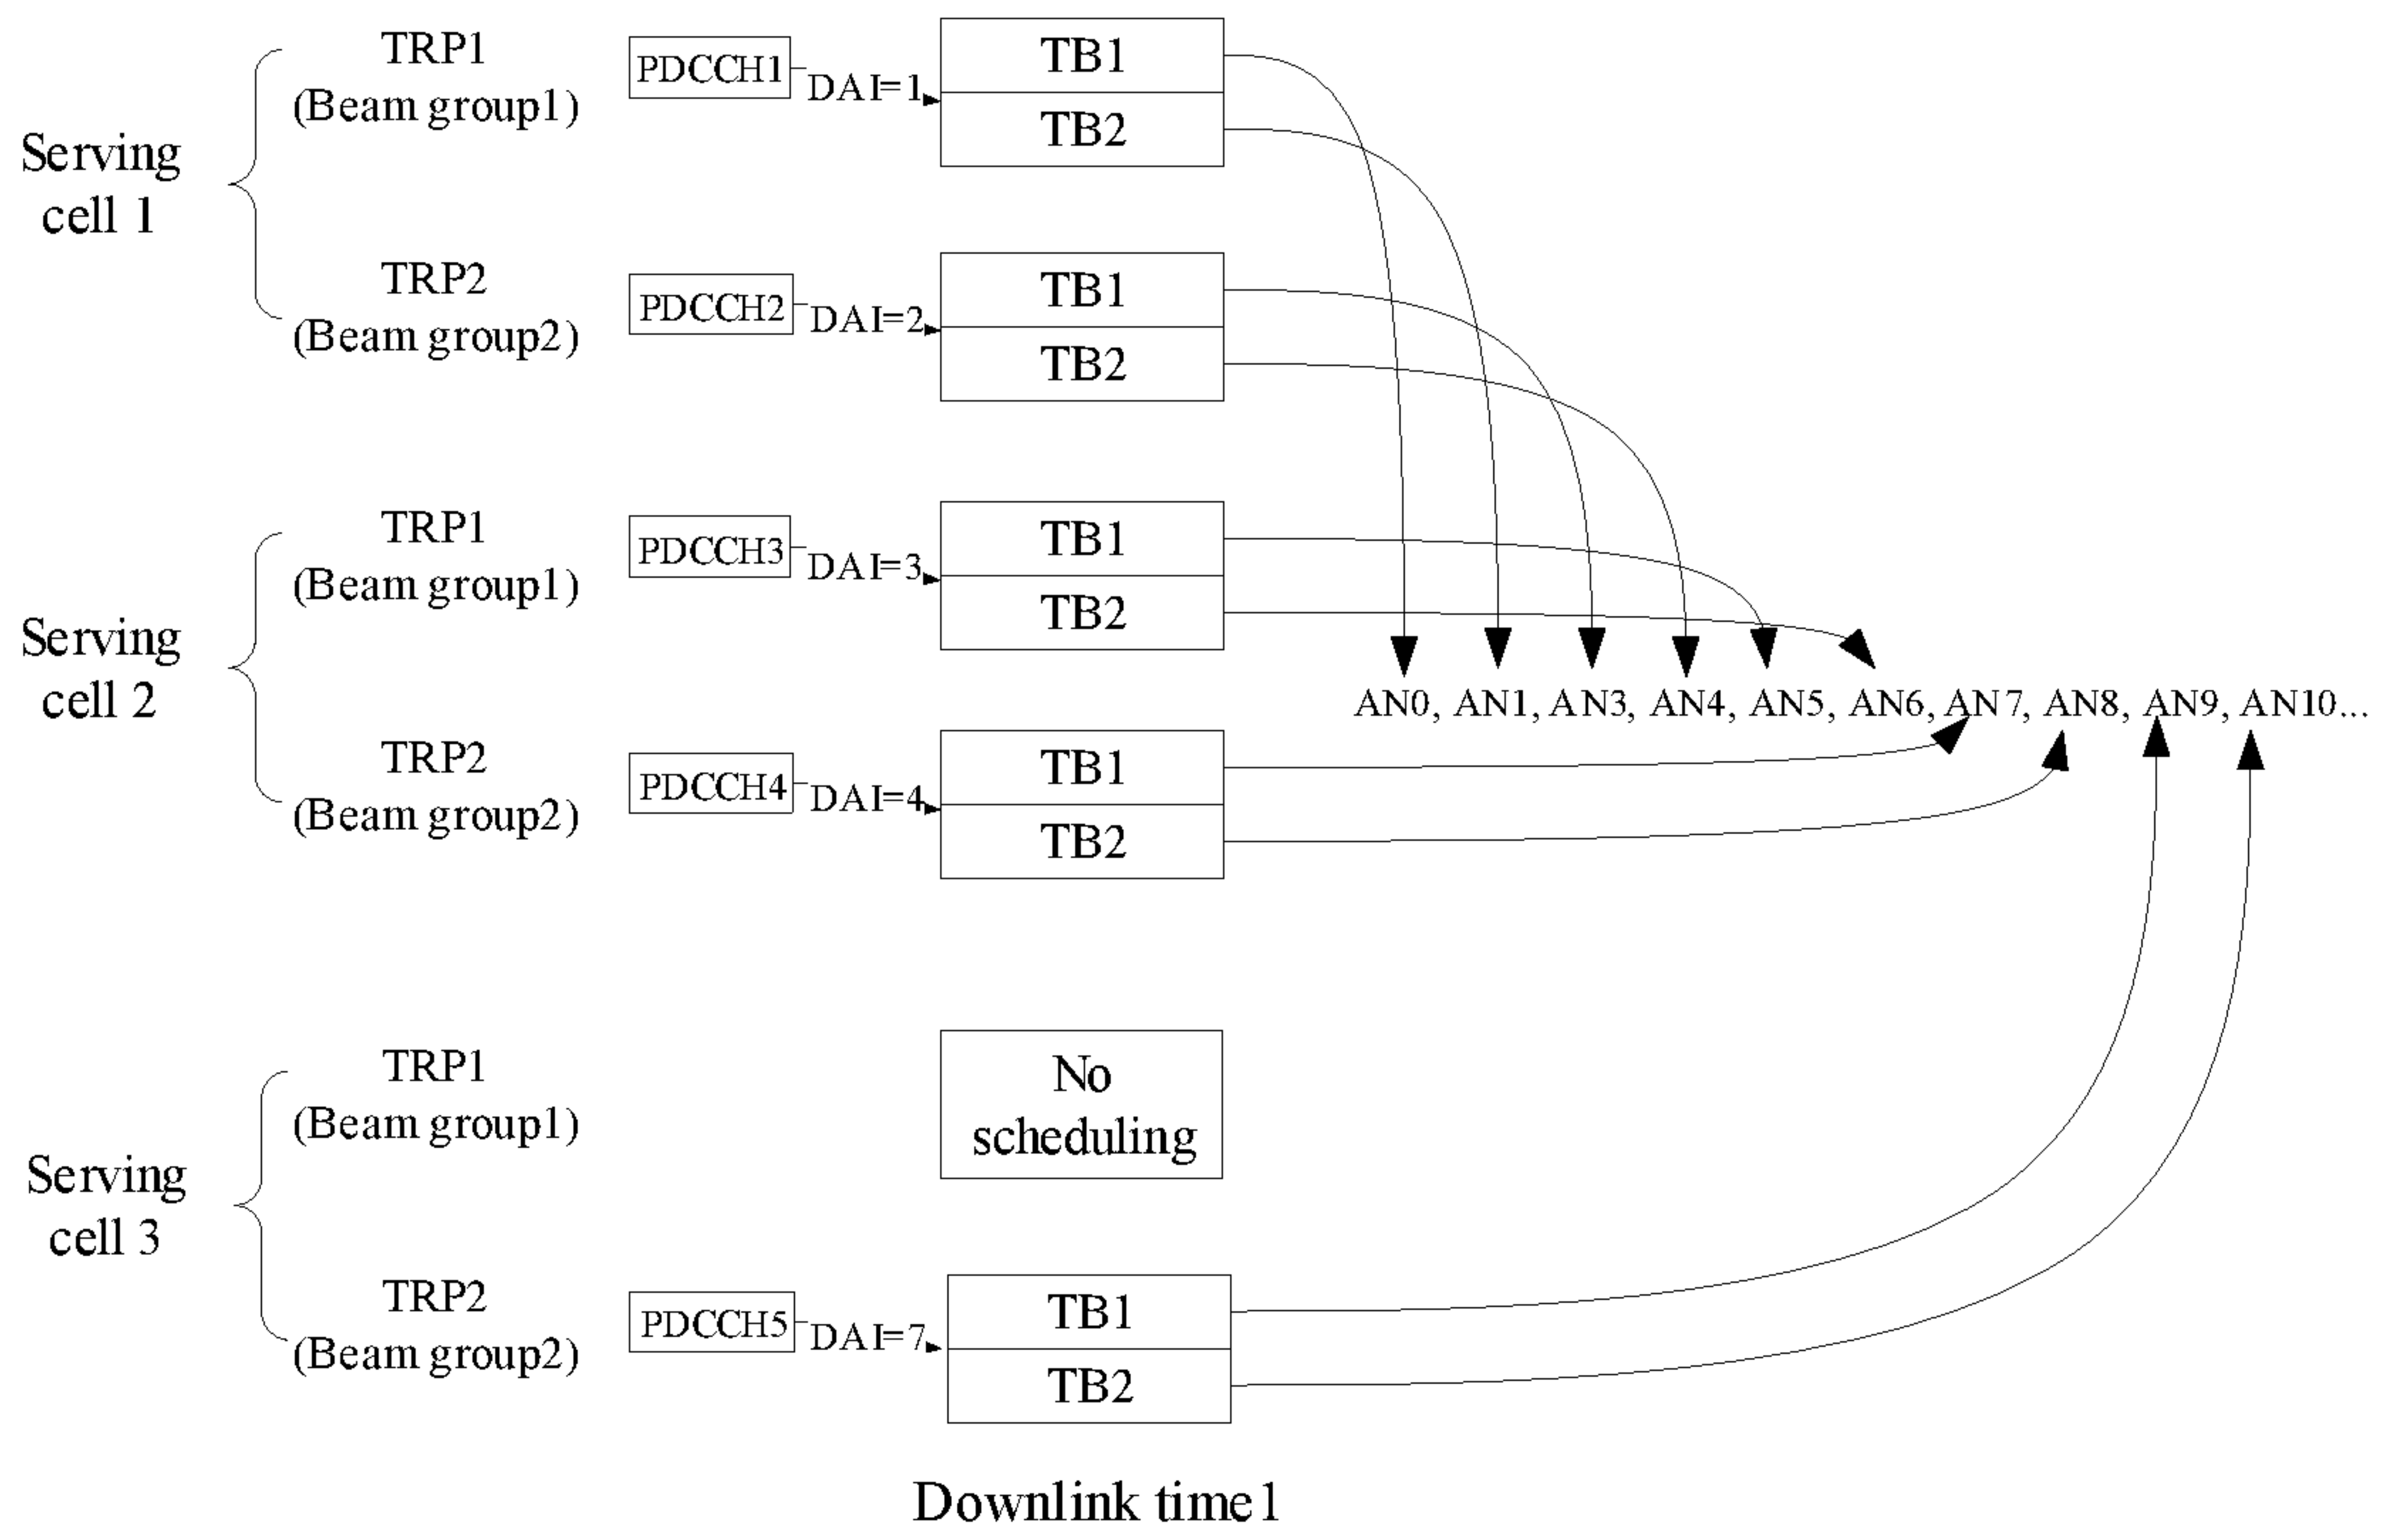 TRP1
(Beam group1)
PDCCH1
DAI=1
TB1
TB2
Serving
cell 1
TRP2
(Beam group2)
PDCCH2
DAI=2
TB1
TB2
TRP1
(Beam group1)
PDCCH3
DAI=3
TB1
TB2
Serving
cell 2
AN0, AN1, AN3, AN4, AN5, AN6, AN7, AN8, AN9, AN10...
TRP2
(Beam group2)
PDCCH4
DAI=4
TB1
TB2
TRP1
(Beam group1)
No
scheduling
Serving
cell 3
TRP2
(Beam group2)
PDCCH5
DAI=7
TB1
TB2
Downlink time1